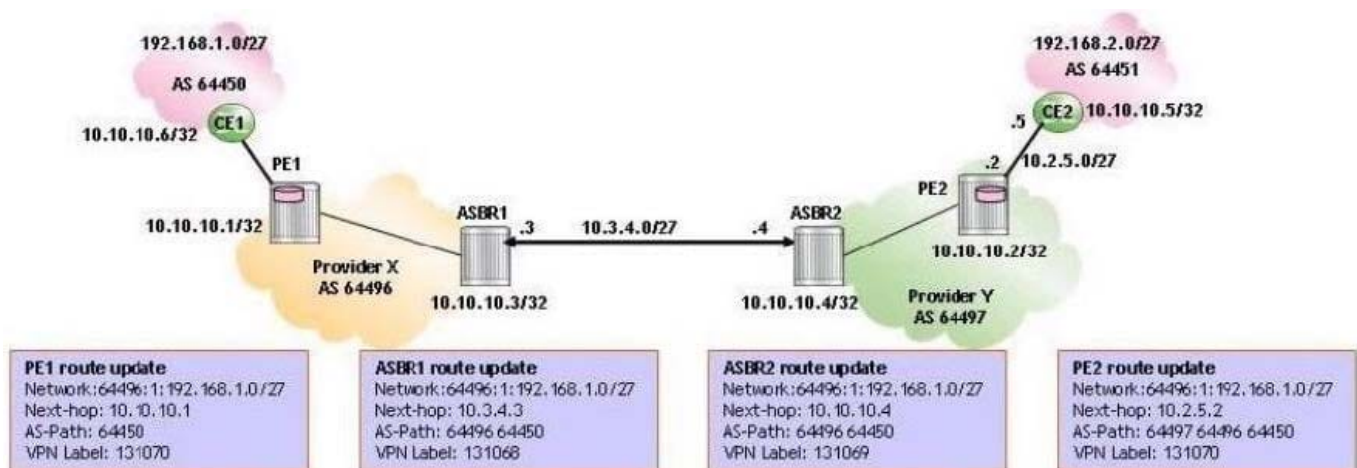 192.168.1.0/27
AS 64450
CE1
10.10.10.6/32
PE1
10.10.10.1/32
Provider X
AS 64496
ASBR1
.3
10.10.10.3/32
10.3.4.0/27
.4
ASBR2
10.10.10.4/32
Provider Y
AS 64497
192.168.2.0/27
AS 64451
CE2
10.10.10.5/32
.5
10.2.5.0/27
.2
PE2
10.10.10.2/32
PE1 route update
Network:64496:1:192.168.1.0/27
Next-hop: 10.10.10.1
AS-Path: 64450
VPN Label: 131070
ASBR1 route update
Network:64496:1:192.168.1.0/27
Next-hop: 10.3.4.3
AS-Path: 64496 64450
VPN Label: 131068
ASBR2 route update
Network:64496:1:192.168.1.0/27
Next-hop: 10.10.10.4
AS-Path: 64496 64450
VPN Label: 131069
PE2 route update
Network:64496:1:192.168.1.0/27
Next-hop: 10.2.5.2
AS-Path: 64497 64496 64450
VPN Label: 131070